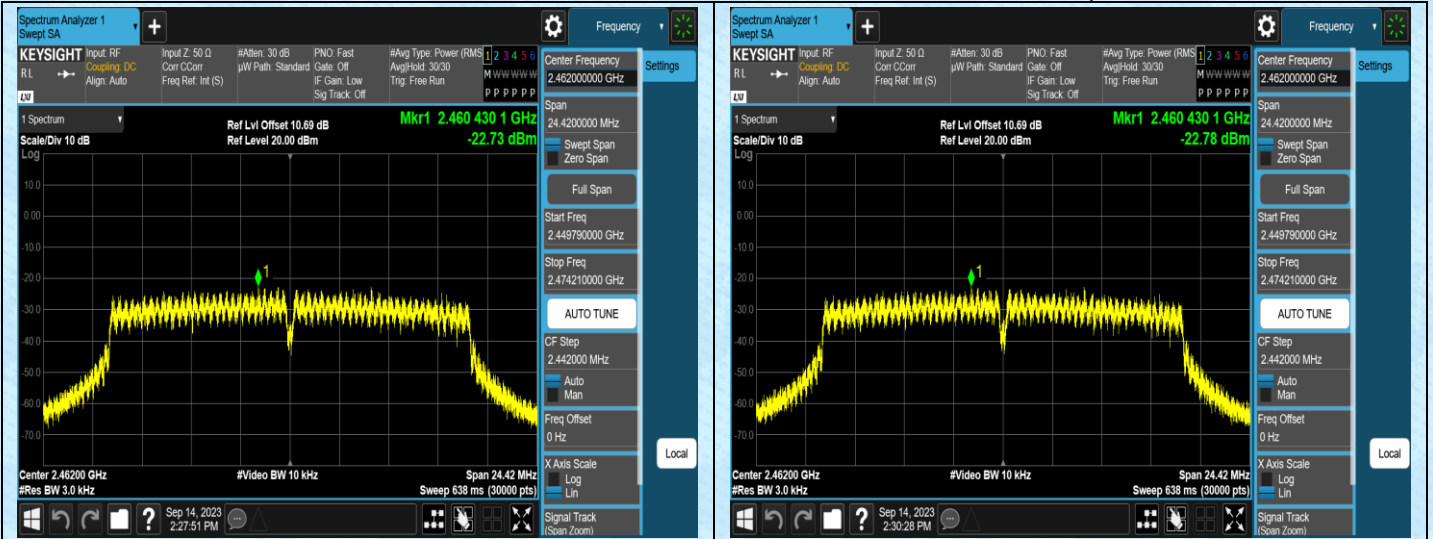 Spectrum Analyzer 1
Swept SA
+
Frequency
KEYSIGHT
RL
LXI
Input: RF
Coupling: DC
Align: Auto
Input Z: 50 Ω
Corr CCorr
Freq Ref: Int (S)
#Atten: 30 dB
µW Path: Standard
PNO: Fast
Gate: Off
IF Gain: Low
Sig Track: Off
#Avg Type: Power (RMS
Avg|Hold: 30/30
Trig: Free Run
1 2 3 4 5 6
M W W W W W
P P P P P P
Center Frequency
2.462000000 GHz
Settings
Span
24.4200000 MHz
Swept Span
Zero Span
Full Span
Start Freq
2.449790000 GHz
Stop Freq
2.474210000 GHz
AUTO TUNE
CF Step
2.442000 MHz
Auto
Man
Freq Offset
0 Hz
X Axis Scale
Log
Lin
Signal Track
(Span Zoom)
Local
1 Spectrum
Scale/Div 10 dB
Log
Ref Lvl Offset 10.69 dB
Ref Level 20.00 dBm
Mkr1 2.460 430 1 GHz
-22.73 dBm
10.0
0.00
-10.0
-20.0
-30.0
-40.0
-50.0
-60.0
-70.0
1
Center 2.46200 GHz
#Res BW 3.0 kHz
#Video BW 10 kHz
Span 24.42 MHz
Sweep 638 ms (30000 pts)
?
Sep 14, 2023
2:27:51 PM
Spectrum Analyzer 1
Swept SA
+
Frequency
KEYSIGHT
RL
LXI
Input: RF
Coupling: DC
Align: Auto
Input Z: 50 Ω
Corr CCorr
Freq Ref: Int (S)
#Atten: 30 dB
µW Path: Standard
PNO: Fast
Gate: Off
IF Gain: Low
Sig Track: Off
#Avg Type: Power (RMS
Avg|Hold: 30/30
Trig: Free Run
1 2 3 4 5 6
M W W W W W
P P P P P P
Center Frequency
2.462000000 GHz
Settings
Span
24.4200000 MHz
Swept Span
Zero Span
Full Span
Start Freq
2.449790000 GHz
Stop Freq
2.474210000 GHz
AUTO TUNE
CF Step
2.442000 MHz
Auto
Man
Freq Offset
0 Hz
X Axis Scale
Log
Lin
Signal Track
(Span Zoom)
Local
1 Spectrum
Scale/Div 10 dB
Log
Ref Lvl Offset 10.69 dB
Ref Level 20.00 dBm
Mkr1 2.460 430 1 GHz
-22.78 dBm
10.0
0.00
-10.0
-20.0
-30.0
-40.0
-50.0
-60.0
-70.0
1
Center 2.46200 GHz
#Res BW 3.0 kHz
#Video BW 10 kHz
Span 24.42 MHz
Sweep 638 ms (30000 pts)
?
Sep 14, 2023
2:30:28 PM